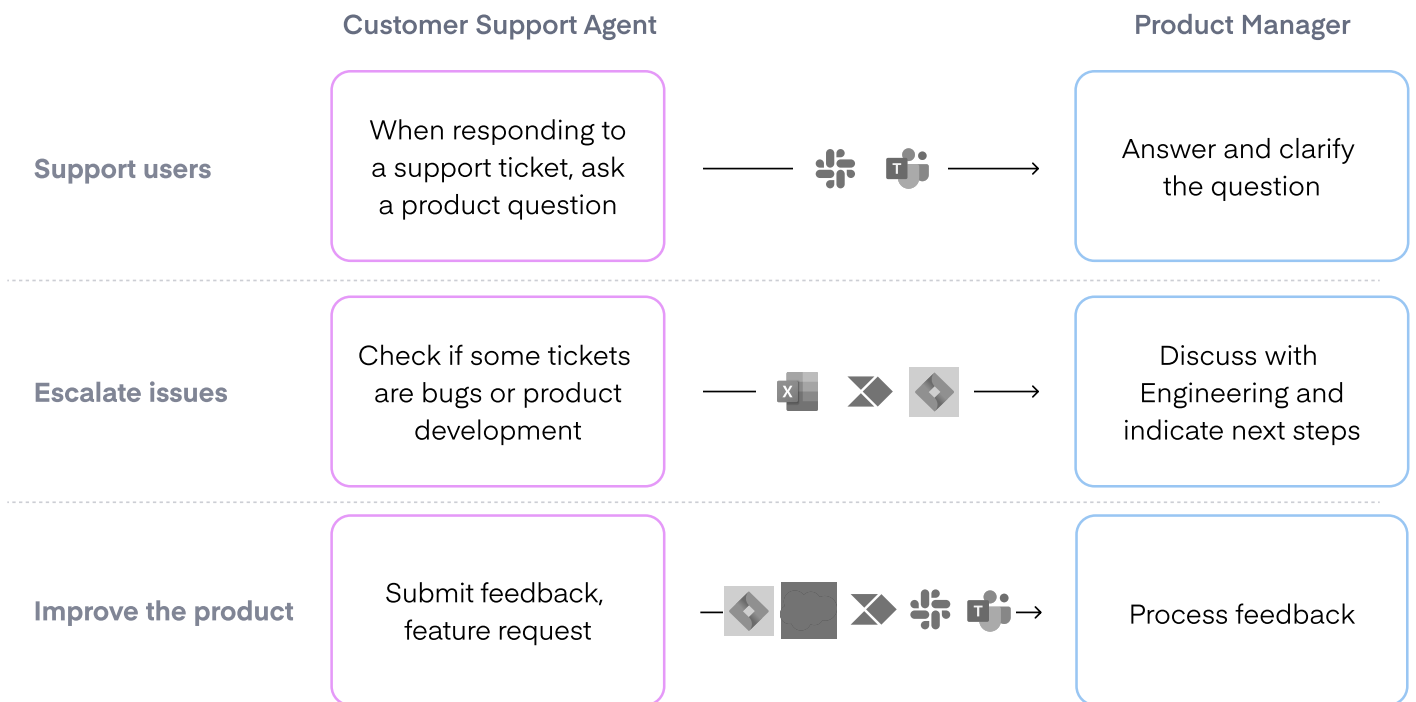 Customer Support Agent
Product Manager
Support users
When responding to
a support ticket, ask
a product question
T
Answer and clarify
the question
Escalate issues
Check if some tickets
are bugs or product
development
X
Discuss with
Engineering and
indicate next steps
Improve the product
Submit feedback,
feature request
T
Process feedback